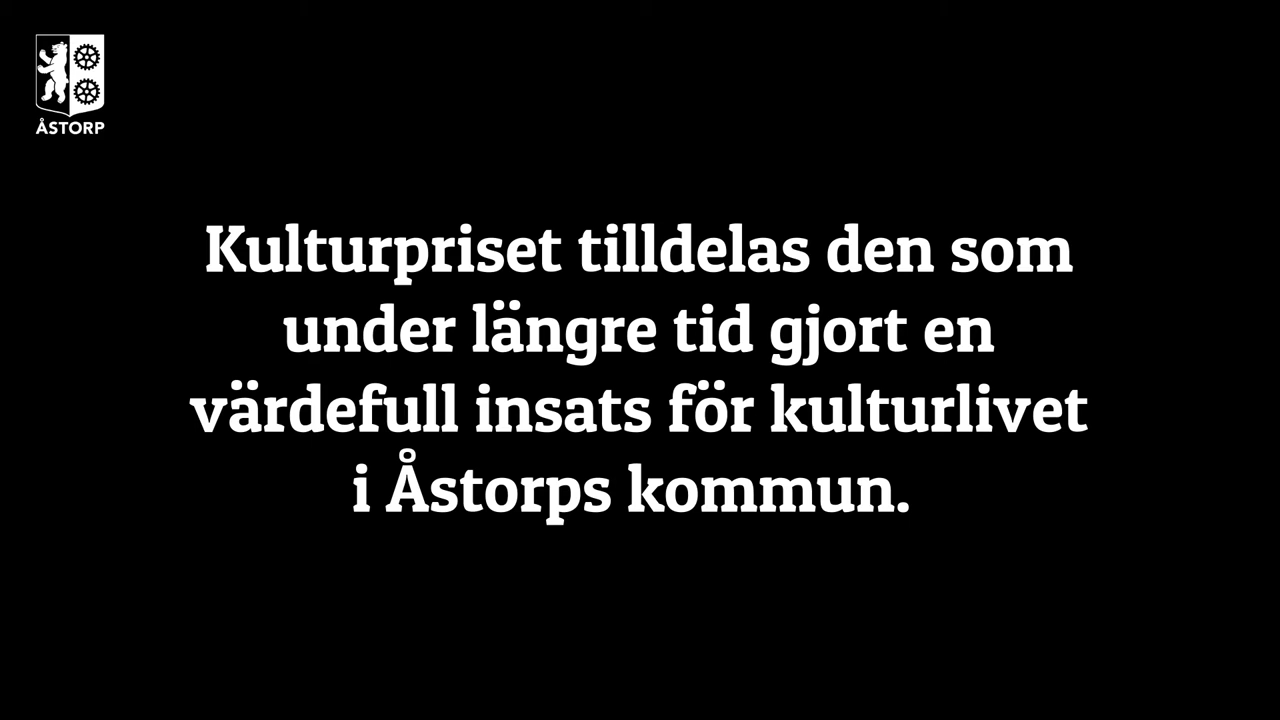 ÅSTORP
Kulturpriset tilldelas den som
under längre tid gjort en
värdefull insats för kulturlivet
i Åstorps kommun.